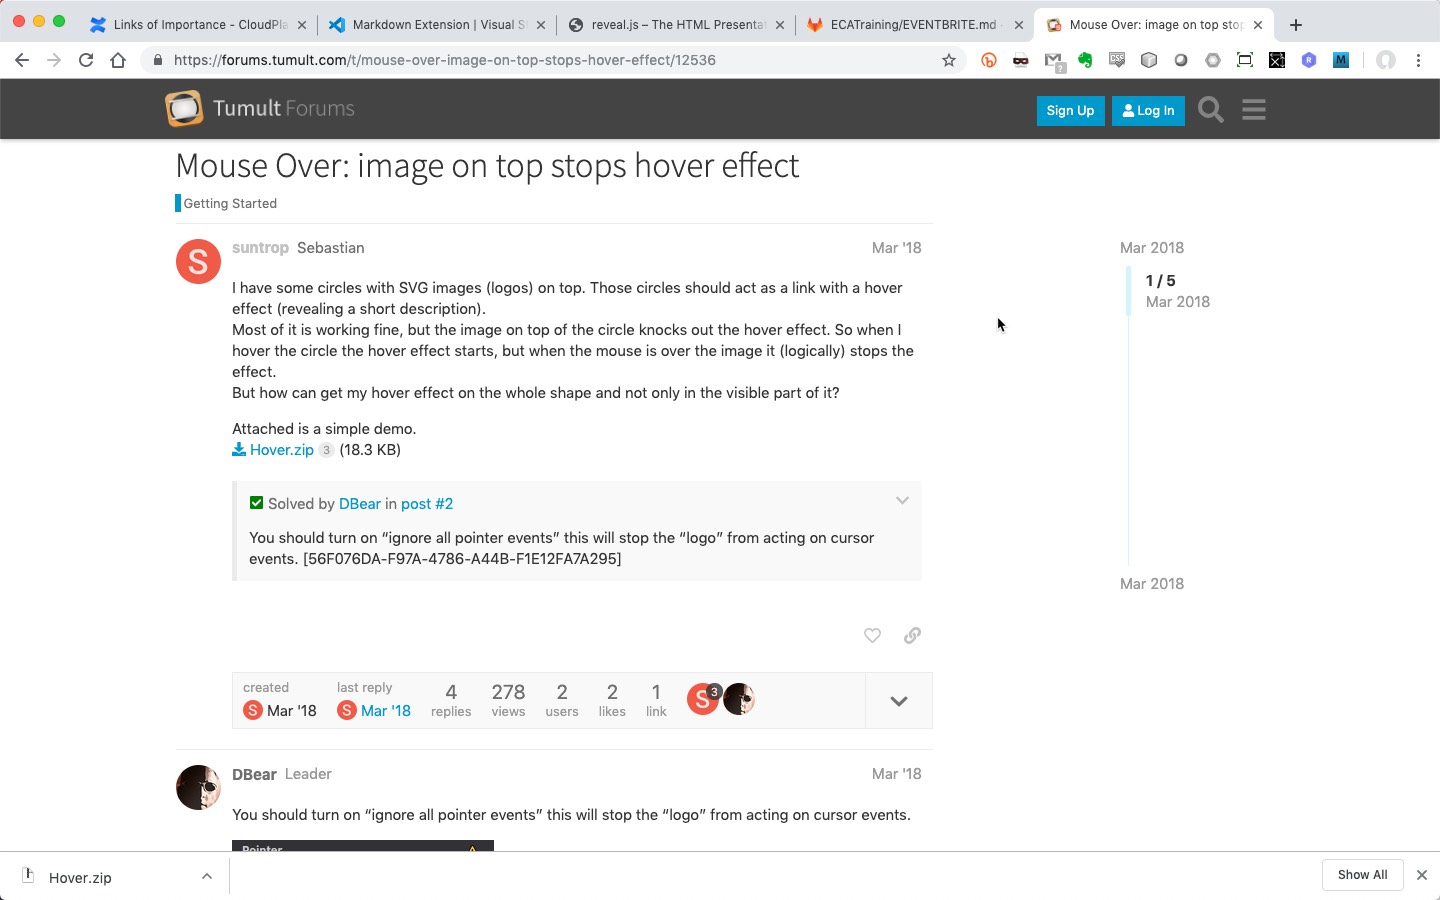 Links of Importance - CloudPla
Markdown Extension | Visual S
reveal.js – The HTML Presenta
ECATraining/EVENTBRITE.md -
Mouse Over: image on top stop
https://forums.tumult.com/t/mouse-over-image-on-top-stops-hover-effect/12536
Tumult Forums
Sign Up
Log In
Mouse Over: image on top stops hover effect
Getting Started
S
suntrop Sebastian
Mar '18
I have some circles with SVG images (logos) on top. Those circles should act as a link with a hover
effect (revealing a short description).
Most of it is working fine, but the image on top of the circle knocks out the hover effect. So when I
hover the circle the hover effect starts, but when the mouse is over the image it (logically) stops the
effect.
But how can get my hover effect on the whole shape and not only in the visible part of it?
Attached is a simple demo.
Hover.zip 3 (18.3 KB)
Solved by DBear in post #2
You should turn on “ignore all pointer events” this will stop the “logo” from acting on cursor
events. [56F076DA-F97A-4786-A44B-F1E12FA7A295]
created
S Mar '18
last reply
S Mar '18
4
replies
278
views
2
users
2
likes
1
link
S 3
DBear Leader
Mar '18
You should turn on “ignore all pointer events” this will stop the “logo” from acting on cursor events.
Pointer
Mar 2018
1 / 5
Mar 2018
Mar 2018
Hover.zip
Show All